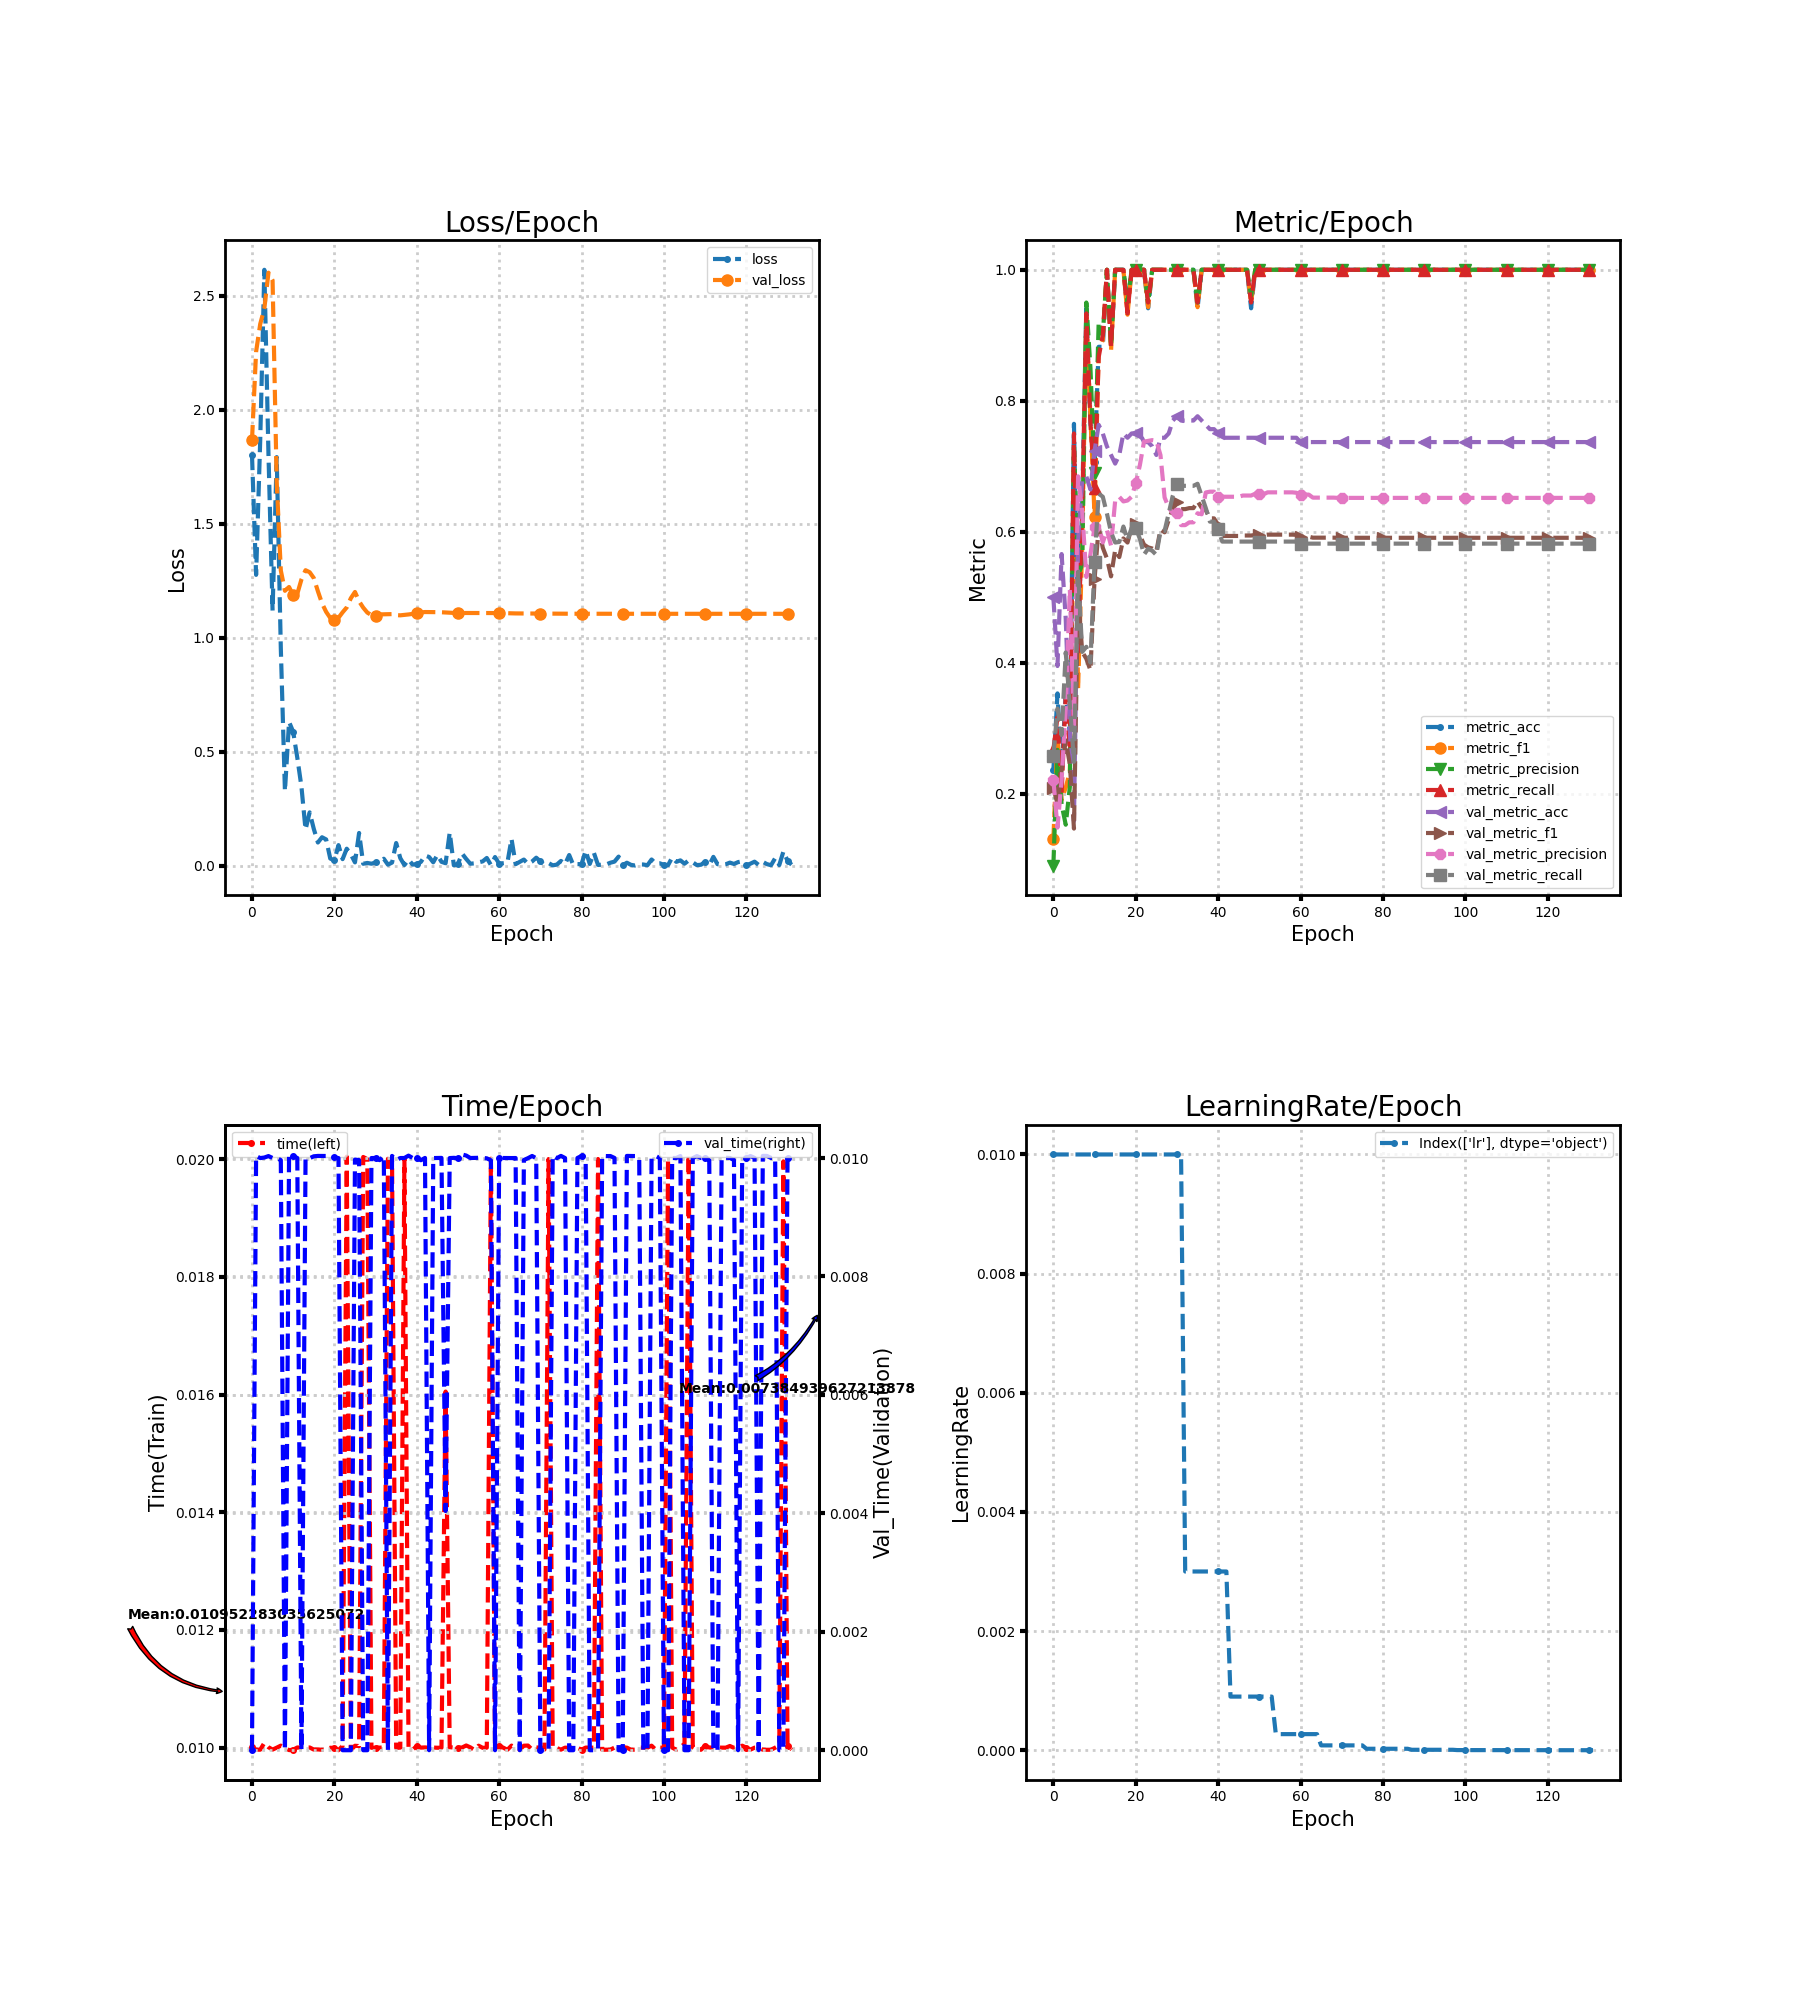 Loss/Epoch
2.5
2.0
1.5
1.0
0.5
0.0
Loss
loss
val_loss
0 20 40 60 80 100 120
Epoch
Metric/Epoch
1.0
0.8
0.6
0.4
0.2
Metric
metric_acc
metric_f1
metric_precision
metric_recall
val_metric_acc
val_metric_f1
val_metric_precision
val_metric_recall
0 20 40 60 80 100 120
Epoch
Time/Epoch
time(left)
val_time(right)
0.020
0.018
0.016
0.014
0.012
0.010
Time(Train)
0.010
0.008
0.006
0.004
0.002
0.000
Val_Time(Validation)
Mean:0.010952283035625072
0 20 40 60 80 100 120
Epoch
LearningRate/Epoch
Index(['lr'], dtype='object')
0.010
0.008
0.006
0.004
0.002
0.000
LearningRate
0 20 40 60 80 100 120
Epoch